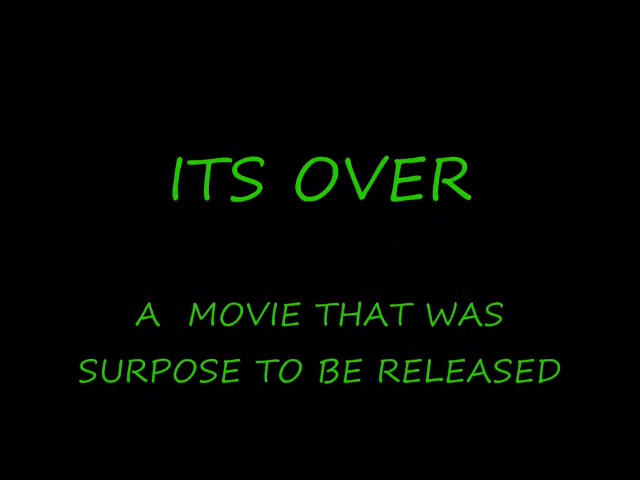 ITS OVER
A MOVIE THAT WAS
SURPOSE TO BE RELEASED